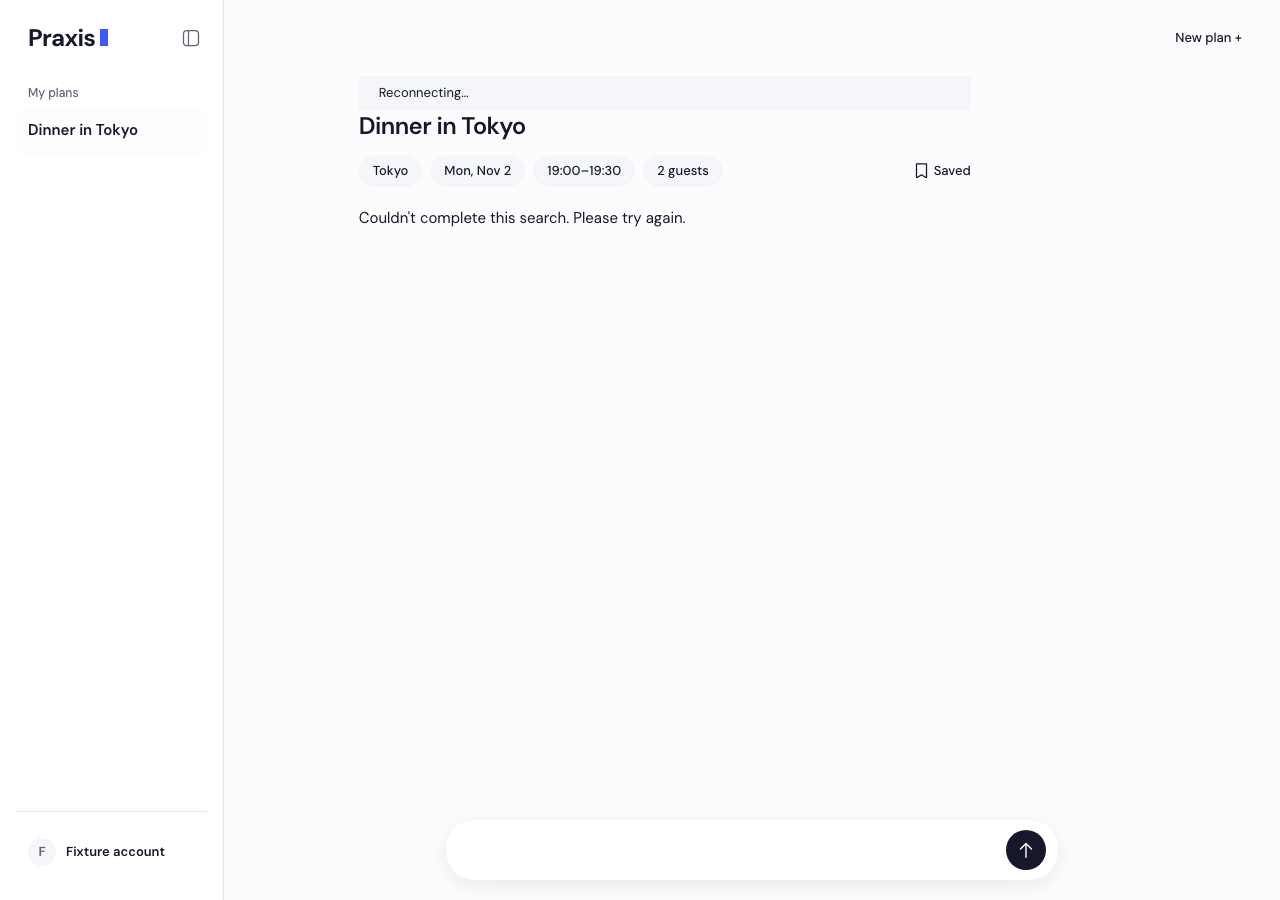 Praxis
My plans
Dinner in Tokyo
Fixture account
F
New plan +
Reconnecting…
Dinner in Tokyo
Tokyo
Mon, Nov 2
19:00–19:30
2 guests
Saved
Couldn't complete this search. Please try again.